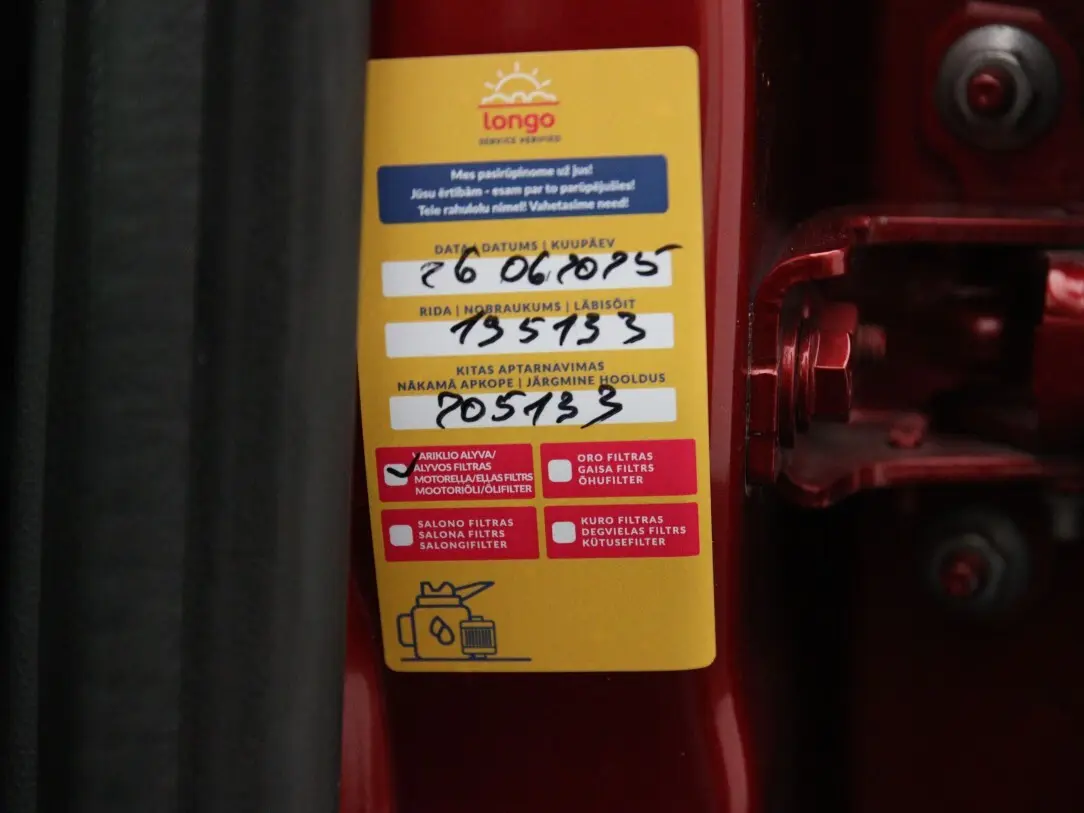 longo
SERVICE VERIFIED
Mes pasirūpinome už jus!
Jūsu ērtībām - esam par to parūpējušies!
Teie rahulolu nimel! Vahetasime need!
DATA | DATUMS | KUUPÄEV
26 06 2025
RIDA | NOBRAUKUMS | LÄBISÕIT
195133
KITAS APTARNAVIMAS
NĀKAMĀ APKOPE | JÄRGMINE HOOLDUS
205133
VARIKLIO ALYVA/
ALYVOS FILTRAS
MOTOREĻĻA/EĻĻAS FILTRS
MOOTORIÕLI/ÕLIFILTER
ORO FILTRAS
GAISA FILTRS
ÕHUFILTER
SALONO FILTRAS
SALONA FILTRS
SALONGIFILTER
KURO FILTRAS
DEGVIELAS FILTRS
KÜTUSEFILTER